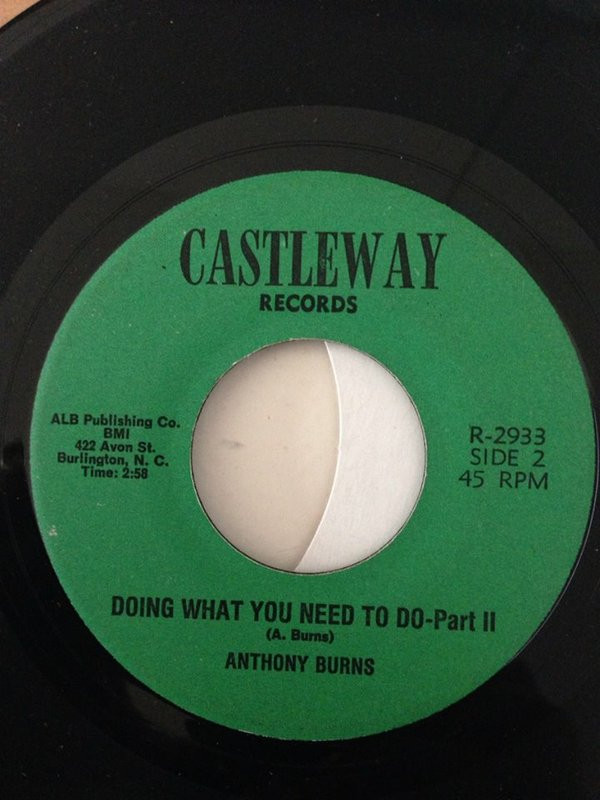 CASTLEWAY
RECORDS
ALB Publishing Co.
BMI
422 Avon St.
Burlington, N. C.
Time: 2:58
R-2933
SIDE 2
45 RPM
DOING WHAT YOU NEED TO DO-Part II
(A. Burns)
ANTHONY BURNS